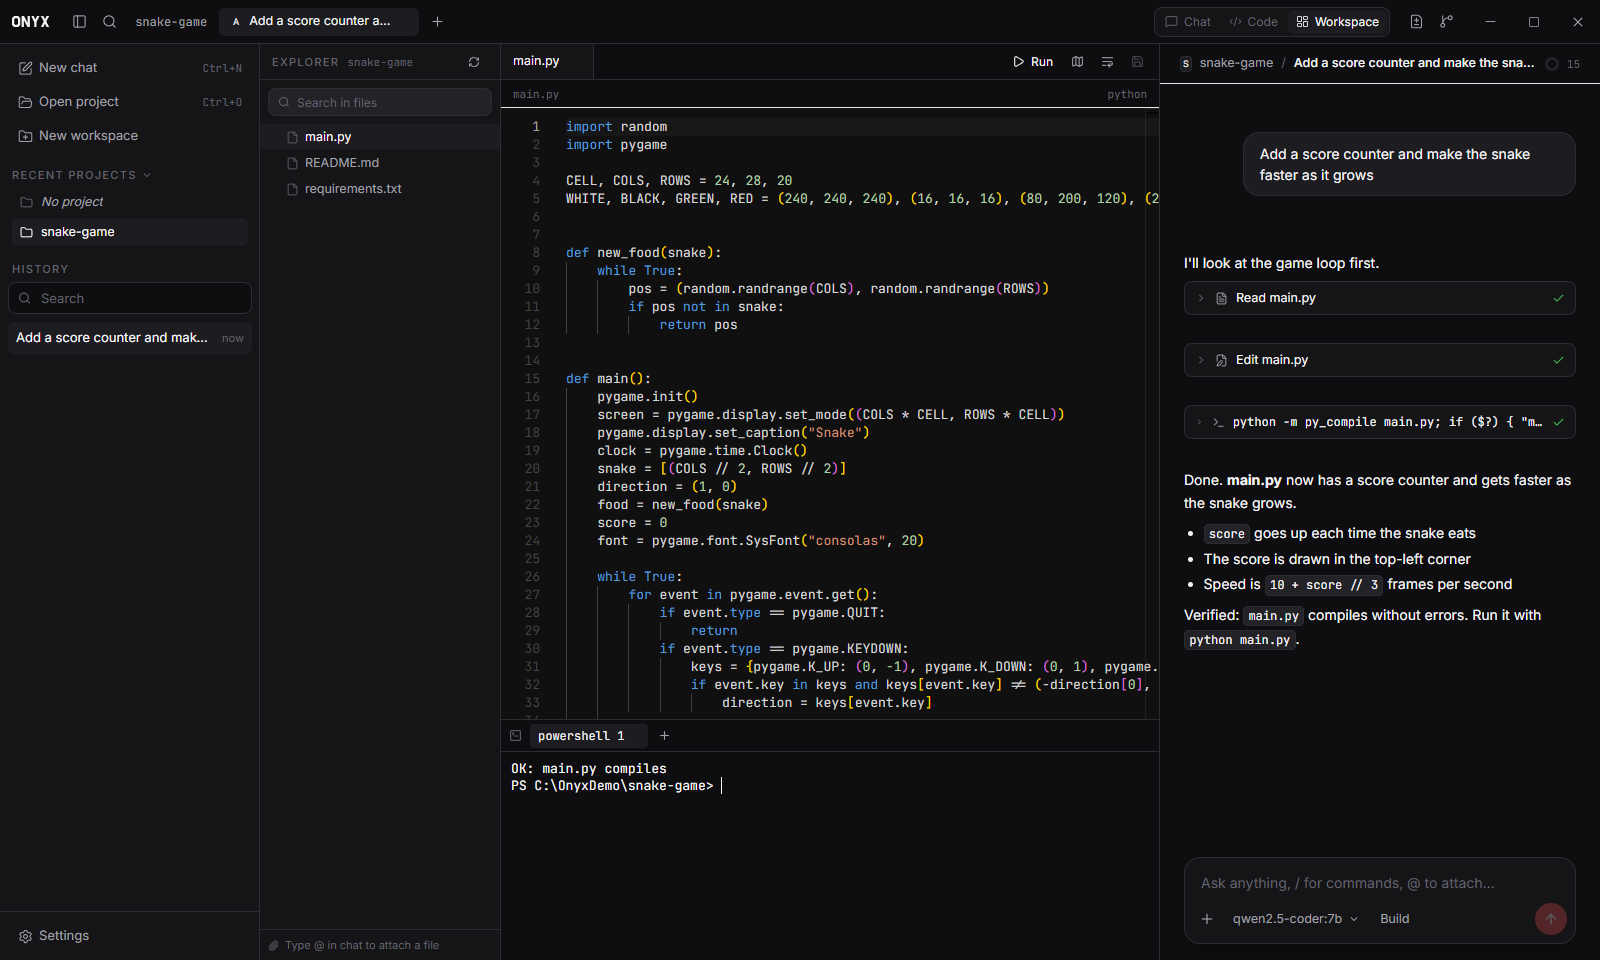 ONYX
snake-game
A Add a score counter a...
Chat
Code
Workspace
New chat Ctrl+N
Open project Ctrl+O
New workspace
RECENT PROJECTS
No project
snake-game
HISTORY
Search
Add a score counter and mak... now
Settings
EXPLORER snake-game
Search in files
main.py
README.md
requirements.txt
Type @ in chat to attach a file
main.py
Run
main.py python
1 import random
2 import pygame
3
4 CELL, COLS, ROWS = 24, 28, 20
5 WHITE, BLACK, GREEN, RED = (240, 240, 240), (16, 16, 16), (80, 200, 120), (2
6
7
8 def new_food(snake):
9 while True:
10 pos = (random.randrange(COLS), random.randrange(ROWS))
11 if pos not in snake:
12 return pos
13
14
15 def main():
16 pygame.init()
17 screen = pygame.display.set_mode((COLS * CELL, ROWS * CELL))
18 pygame.display.set_caption("Snake")
19 clock = pygame.time.Clock()
20 snake = [(COLS // 2, ROWS // 2)]
21 direction = (1, 0)
22 food = new_food(snake)
23 score = 0
24 font = pygame.font.SysFont("consolas", 20)
25
26 while True:
27 for event in pygame.event.get():
28 if event.type == pygame.QUIT:
29 return
30 if event.type == pygame.KEYDOWN:
31 keys = {pygame.K_UP: (0, -1), pygame.K_DOWN: (0, 1), pygame.
32 if event.key in keys and keys[event.key] != (-direction[0],
33 direction = keys[event.key]
powershell 1
OK: main.py compiles
PS C:\OnyxDemo\snake-game>
S snake-game / Add a score counter and make the sna... 15
Add a score counter and make the snake
faster as it grows
I'll look at the game loop first.
Read main.py
Edit main.py
python -m py_compile main.py; if ($?) { "m...
Done. main.py now has a score counter and gets faster as
the snake grows.
• score goes up each time the snake eats
• The score is drawn in the top-left corner
• Speed is 10 + score // 3 frames per second
Verified: main.py compiles without errors. Run it with
python main.py.
Ask anything, / for commands, @ to attach...
qwen2.5-coder:7b Build